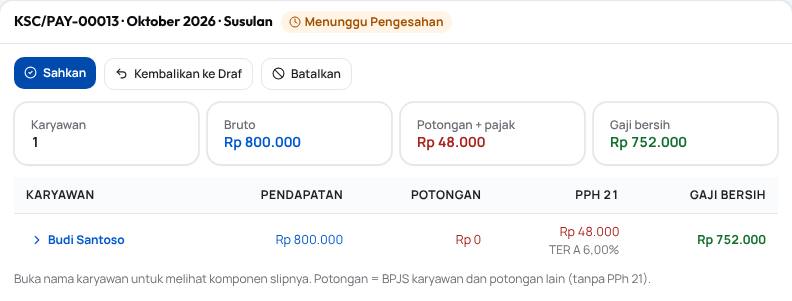 KSC/PAY-00013 · Oktober 2026 · Susulan Menunggu Pengesahan
Sahkan Kembalikan ke Draf Batalkan
Karyawan Bruto Potongan + pajak Gaji bersih
1 Rp 800.000 Rp 48.000 Rp 752.000
KARYAWAN PENDAPATAN POTONGAN PPH 21 GAJI BERSIH
Budi Santoso Rp 800.000 Rp 0 Rp 48.000 Rp 752.000
TER A 6,00%
Buka nama karyawan untuk melihat komponen slipnya. Potongan = BPJS karyawan dan potongan lain (tanpa PPh 21).